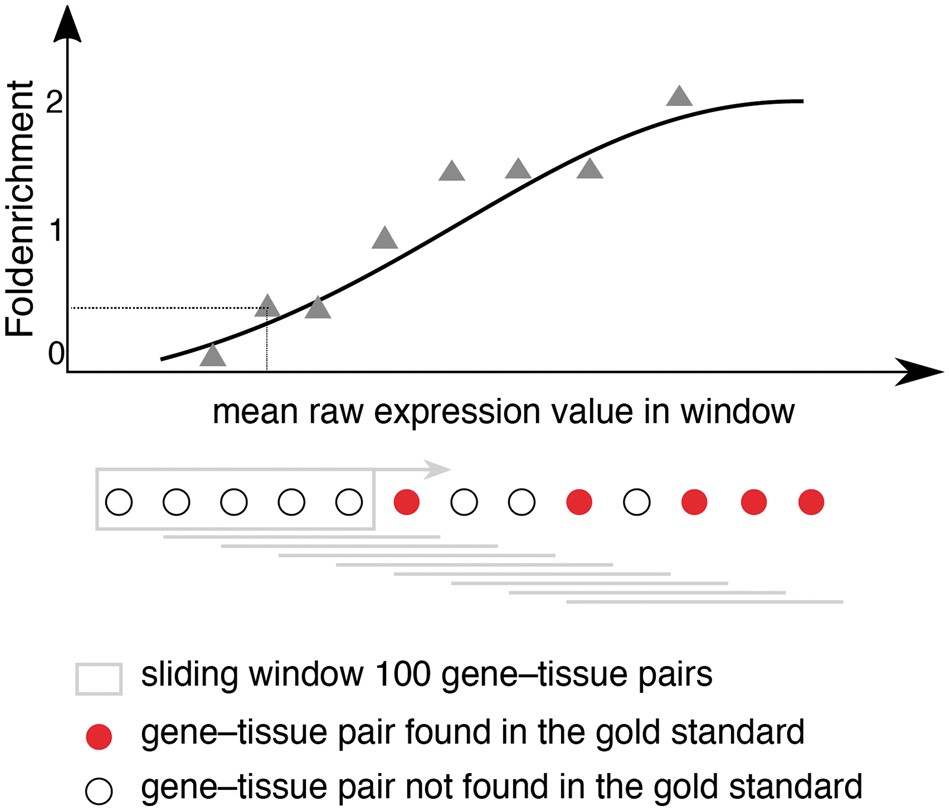 Foldenrichment
2
1
0
mean raw expression value in window
sliding window 100 gene–tissue pairs
gene–tissue pair found in the gold standard
gene–tissue pair not found in the gold standard